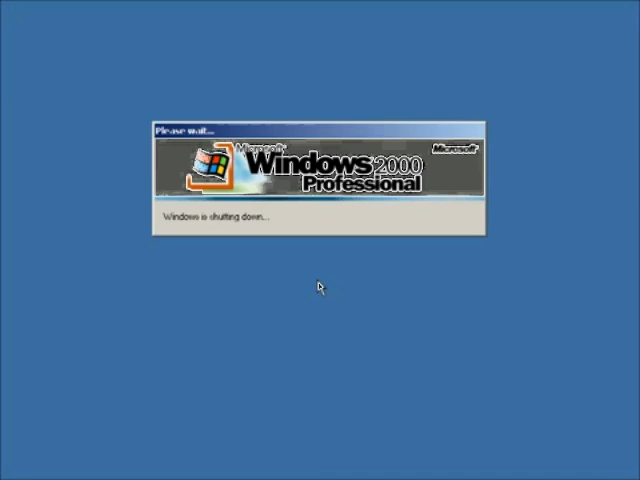 Please wait...
Microsoft
Microsoft
Windows 2000
Professional
Windows is shutting down...